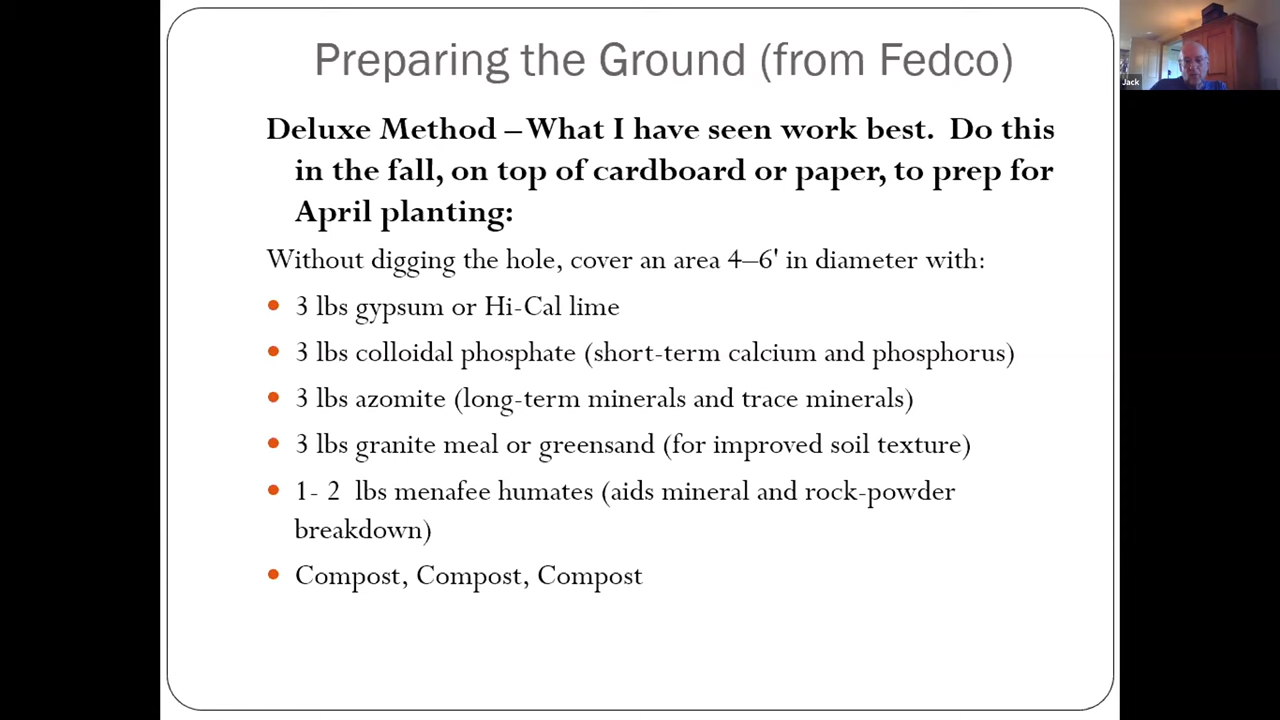 Preparing the Ground (from Fedco)
Jack
Deluxe Method – What I have seen work best. Do this
in the fall, on top of cardboard or paper, to prep for
April planting:
Without digging the hole, cover an area 4–6' in diameter with:
• 3 lbs gypsum or Hi-Cal lime
• 3 lbs colloidal phosphate (short-term calcium and phosphorus)
• 3 lbs azomite (long-term minerals and trace minerals)
• 3 lbs granite meal or greensand (for improved soil texture)
• 1- 2 lbs menafee humates (aids mineral and rock-powder
breakdown)
• Compost, Compost, Compost